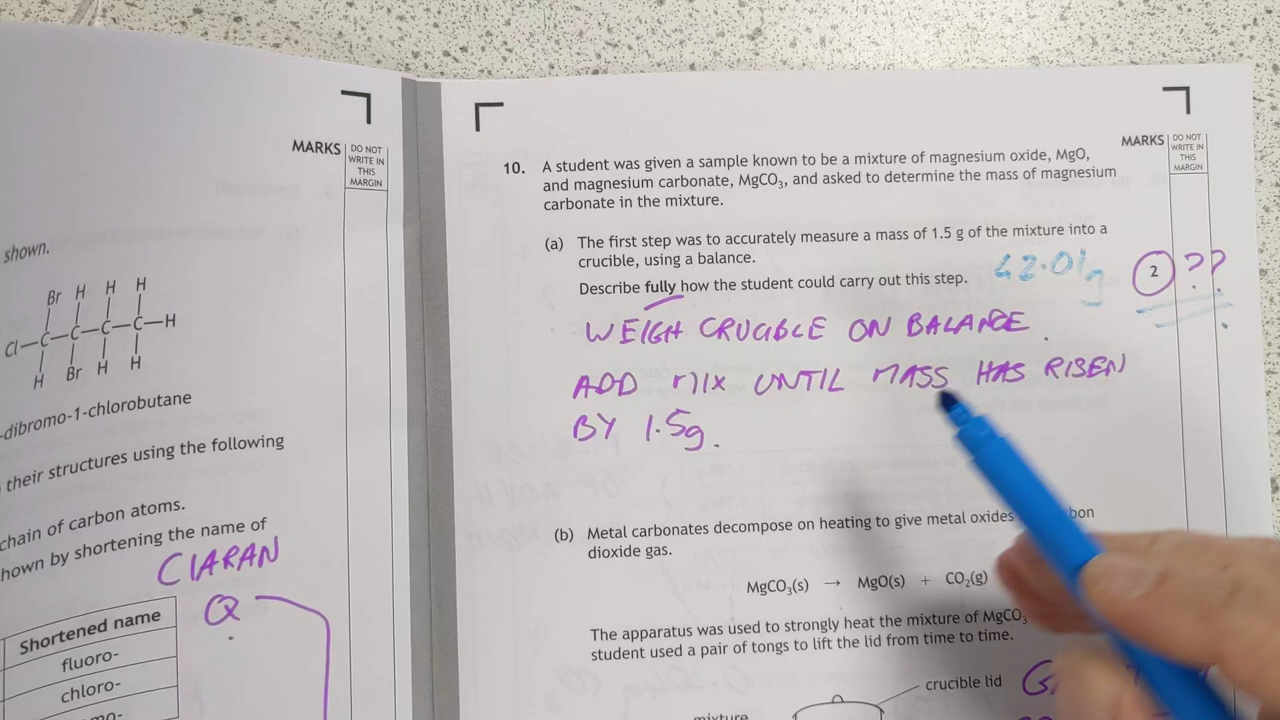 MARKS
DO NOT
WRITE IN
THIS
MARGIN
shown.
Br H H H
Cl—C—C—C—C—H
H Br H H
-dibromo-1-chlorobutane
their structures using the following
chain of carbon atoms.
hown by shortening the name of
CIARAN
Q
Shortened name
fluoro-
chloro-
MARKS
DO NOT
WRITE IN
THIS
MARGIN
10. A student was given a sample known to be a mixture of magnesium oxide, MgO,
and magnesium carbonate, MgCO3, and asked to determine the mass of magnesium
carbonate in the mixture.
(a) The first step was to accurately measure a mass of 1.5 g of the mixture into a
crucible, using a balance.
Describe fully how the student could carry out this step.
2 ??
WEIGH CRUCIBLE ON BALANCE.
ADD MIX UNTIL MASS HAS RISEN
BY 1.5g.
(b) Metal carbonates decompose on heating to give metal oxides bon
dioxide gas.
MgCO3(s) → MgO(s) + CO2(g)
The apparatus was used to strongly heat the mixture of MgCO3
student used a pair of tongs to lift the lid from time to time.
crucible lid
mixture